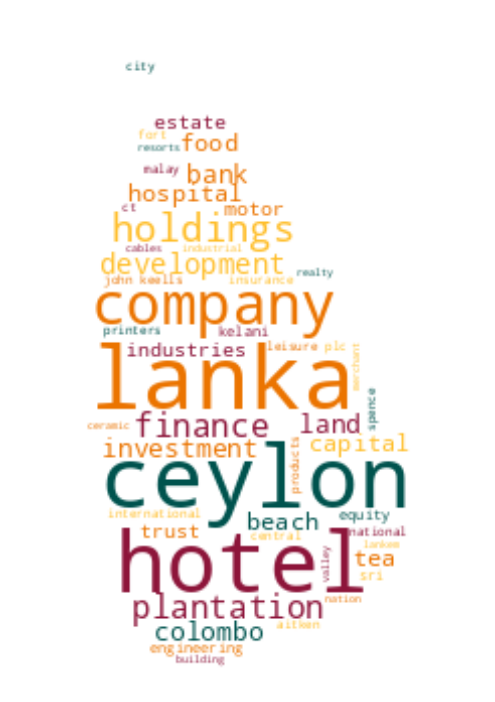 city
estate
fort
resorts food
malay bank
hospital
ct motor
holdings
cables industrial
development realty
john keells insurance
company
printers kelani
industries leisure plc
lanka merchant
spence
ceramic finance land
investment products capital
ceylon
international beach equity
trust central national
hotel valley lankem
tea
sri
plantation nation
colombo aitken
engineering
building